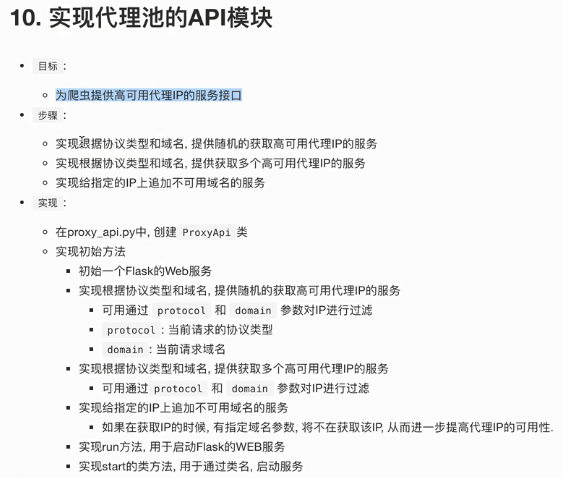 10. 实现代理池的API模块
目标：
为爬虫提供高可用代理IP的服务接口
步骤：
实现根据协议类型和域名, 提供随机的获取高可用代理IP的服务
实现根据协议类型和域名, 提供获取多个高可用代理IP的服务
实现给指定的IP上追加不可用域名的服务
实现：
在proxy_api.py中, 创建 ProxyApi 类
实现初始方法
初始一个Flask的Web服务
实现根据协议类型和域名, 提供随机的获取高可用代理IP的服务
可用通过 protocol 和 domain 参数对IP进行过滤
protocol：当前请求的协议类型
domain：当前请求域名
实现根据协议类型和域名, 提供获取多个高可用代理IP的服务
可用通过 protocol 和 domain 参数对IP进行过滤
实现给指定的IP上追加不可用域名的服务
如果在获取IP的时候, 有指定域名参数, 将不在获取该IP, 从而进一步提高代理IP的可用性.
实现run方法, 用于启动Flask的WEB服务
实现start的类方法, 用于通过类名, 启动服务